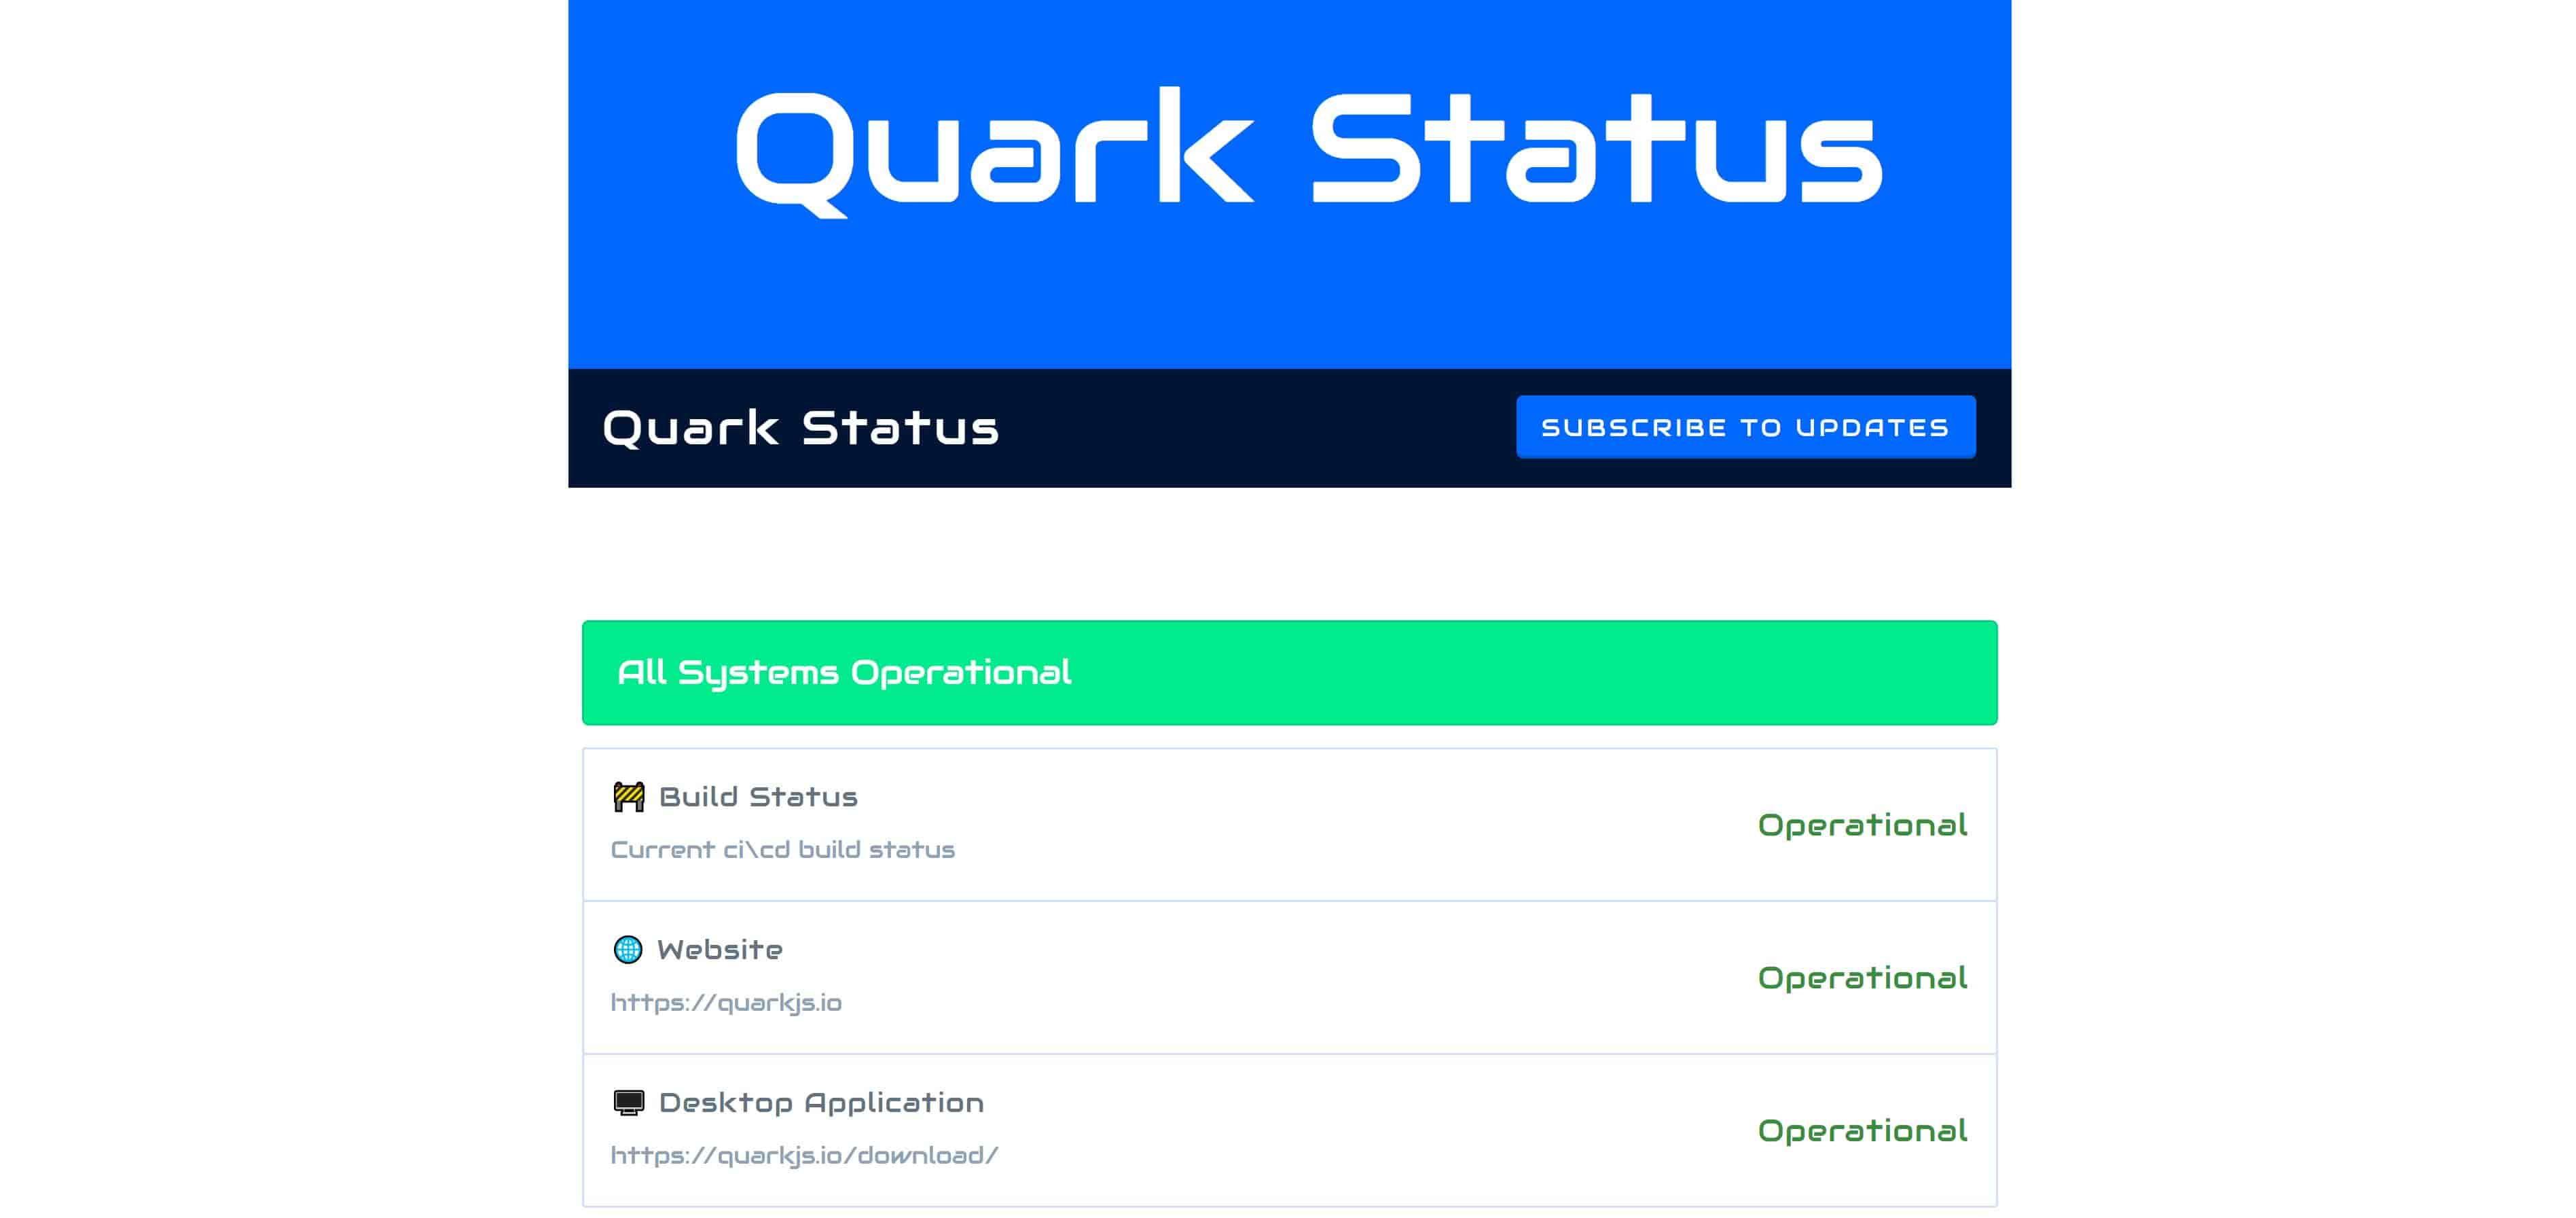 Quark Status
Quark Status
SUBSCRIBE TO UPDATES
All Systems Operational
Build Status
Current ci\cd build status
Operational
Website
https://quarkjs.io
Operational
Desktop Application
https://quarkjs.io/download/
Operational